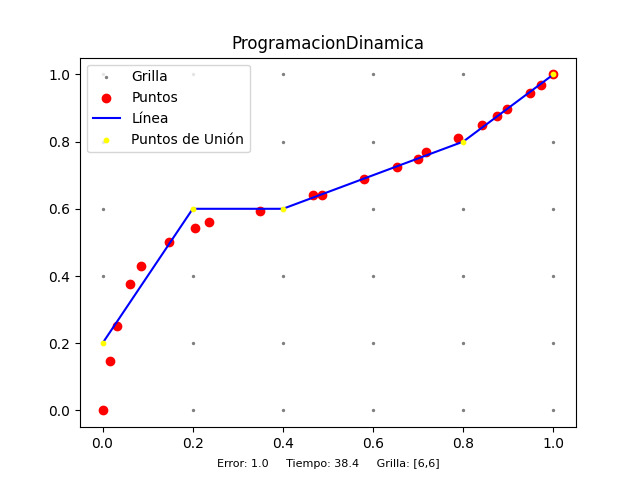 ProgramacionDinamica
Grilla
Puntos
Línea
Puntos de Unión
1.0
0.8
0.6
0.4
0.2
0.0
0.0 0.2 0.4 0.6 0.8 1.0
Error: 1.0 Tiempo: 38.4 Grilla: [6,6]